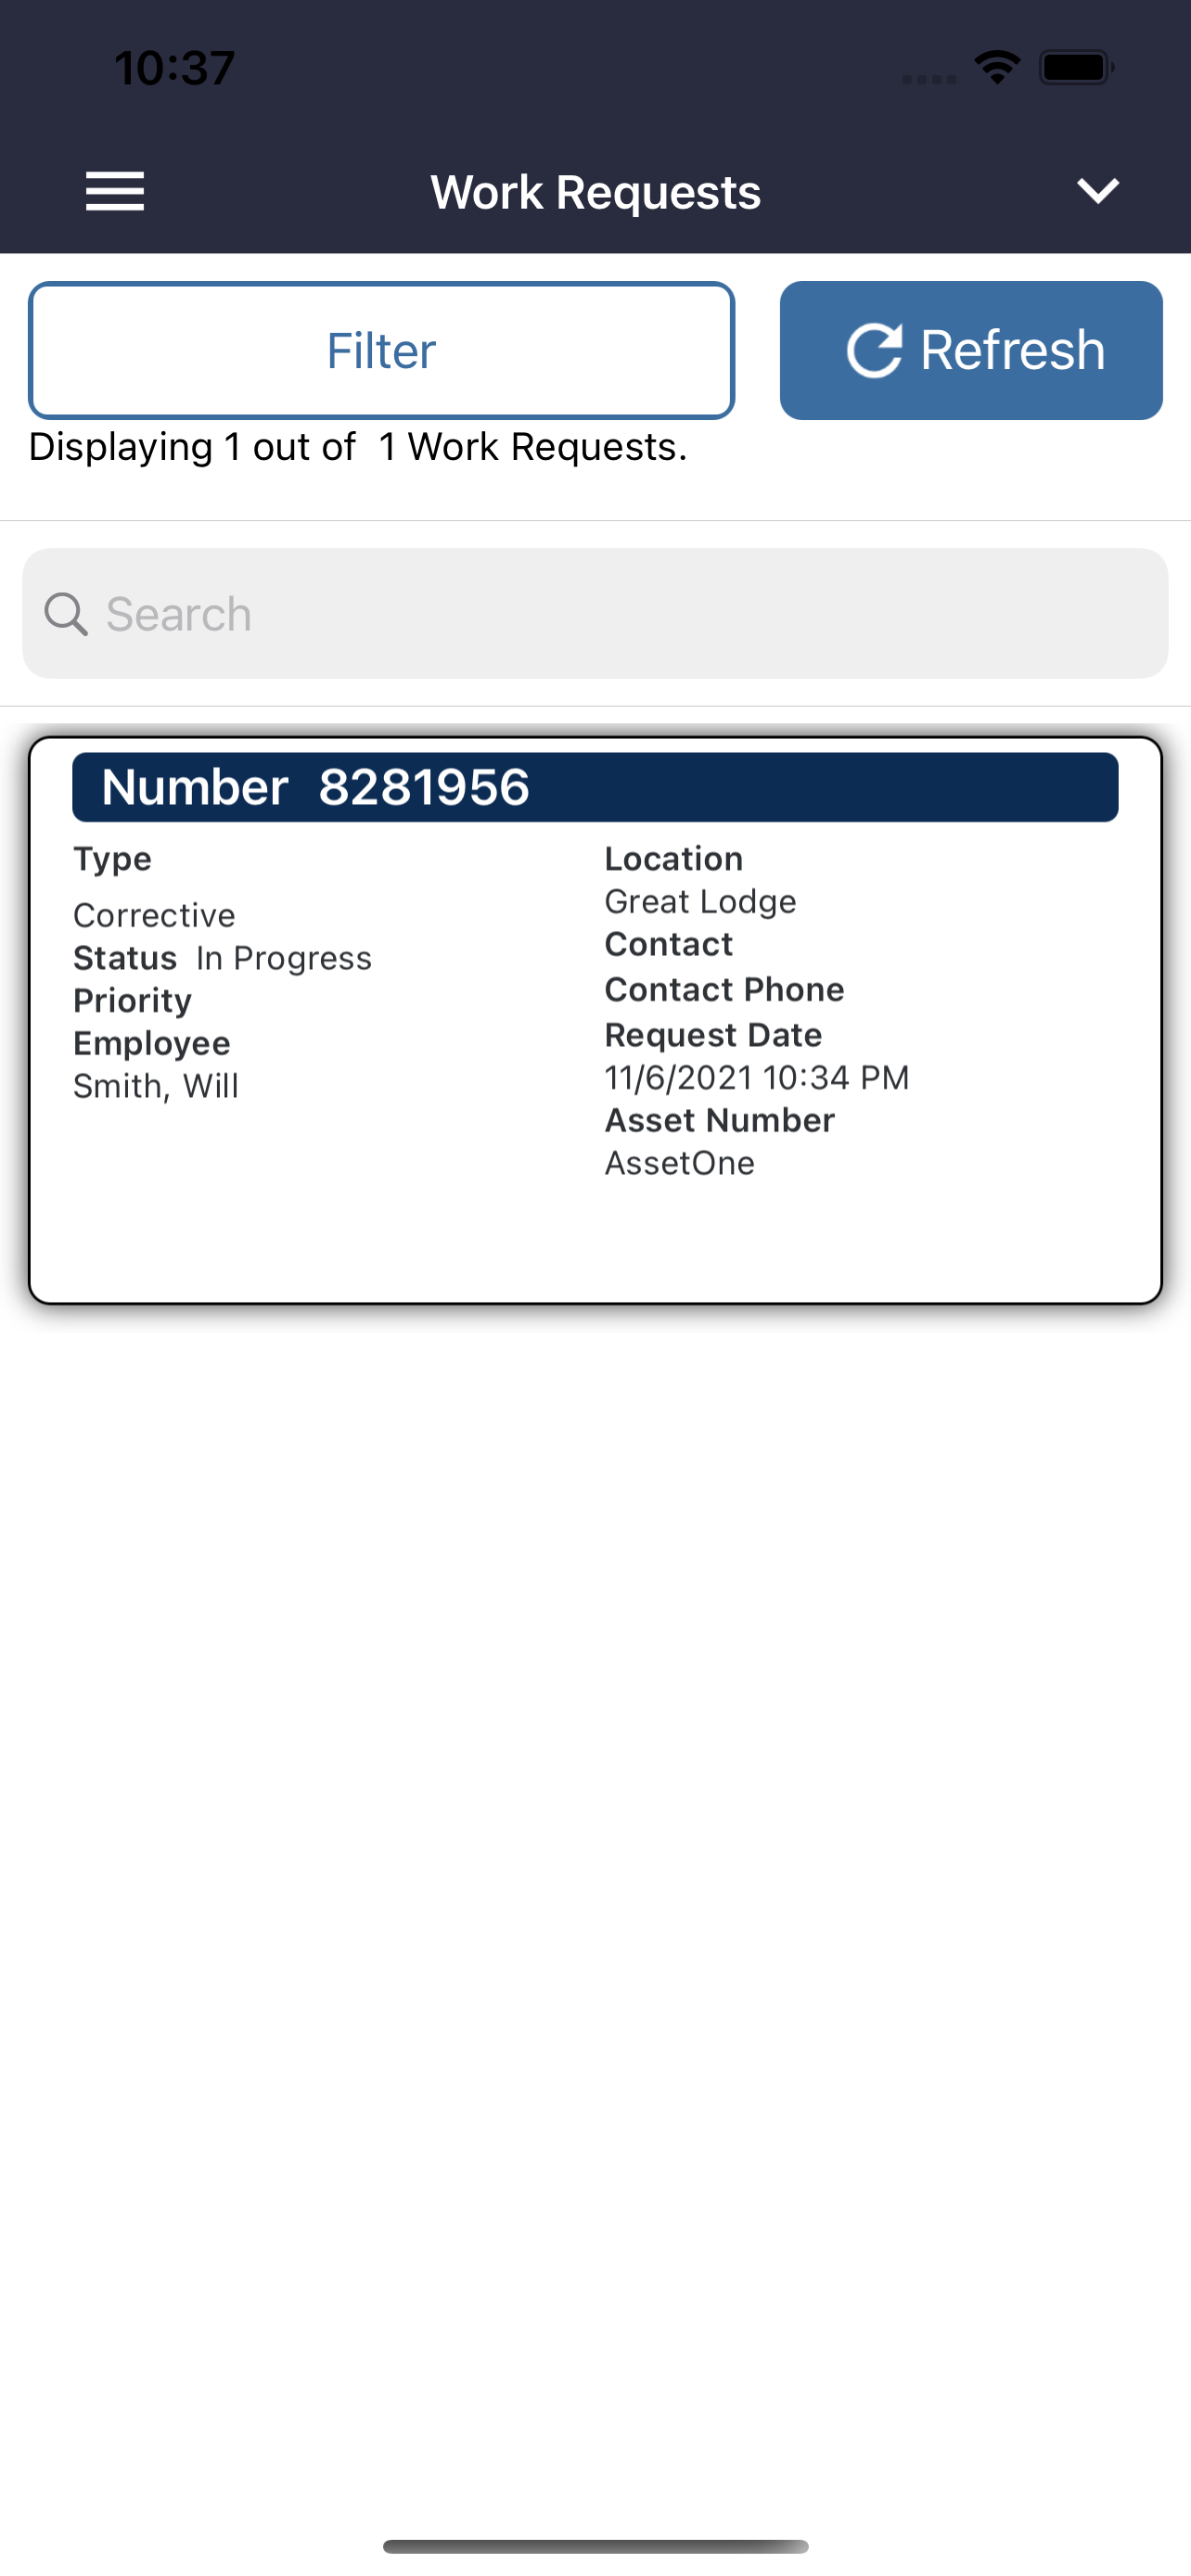 10:37
Work Requests
Filter
Refresh
Displaying 1 out of  1 Work Requests.
Search
Number  8281956
Type
Corrective
Status  In Progress
Priority
Employee
Smith, Will
Location
Great Lodge
Contact
Contact Phone
Request Date
11/6/2021 10:34 PM
Asset Number
AssetOne